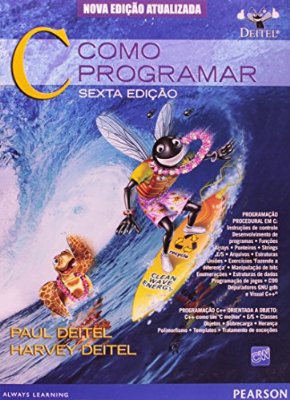 NOVA EDIÇÃO ATUALIZADA
DEITEL®
C COMO
PROGRAMAR
SEXTA EDIÇÃO
recycle
CLEAN
WAVE
ENERGY
PROGRAMAÇÃO
PROCEDURAL EM C:
Instruções de controle
Desenvolvimento de
programas • Funções
Arrays • Ponteiros • Strings
E/S • Arquivos • Estruturas
Uniões • Exercícios "Fazendo a
diferença" • Manipulação de bits
Enumerações • Estruturas de dados
Programação de jogos • C99
Depuradores GNU gdb
e Visual C++®
PROGRAMAÇÃO C++ ORIENTADA A OBJETO:
C++ como um "C melhor" • E/S • Classes
Objetos • Sobrecarga • Herança
Polimorfismo • Templates • Tratamento de exceções
PAUL DEITEL
HARVEY DEITEL
ALWAYS LEARNING
PEARSON